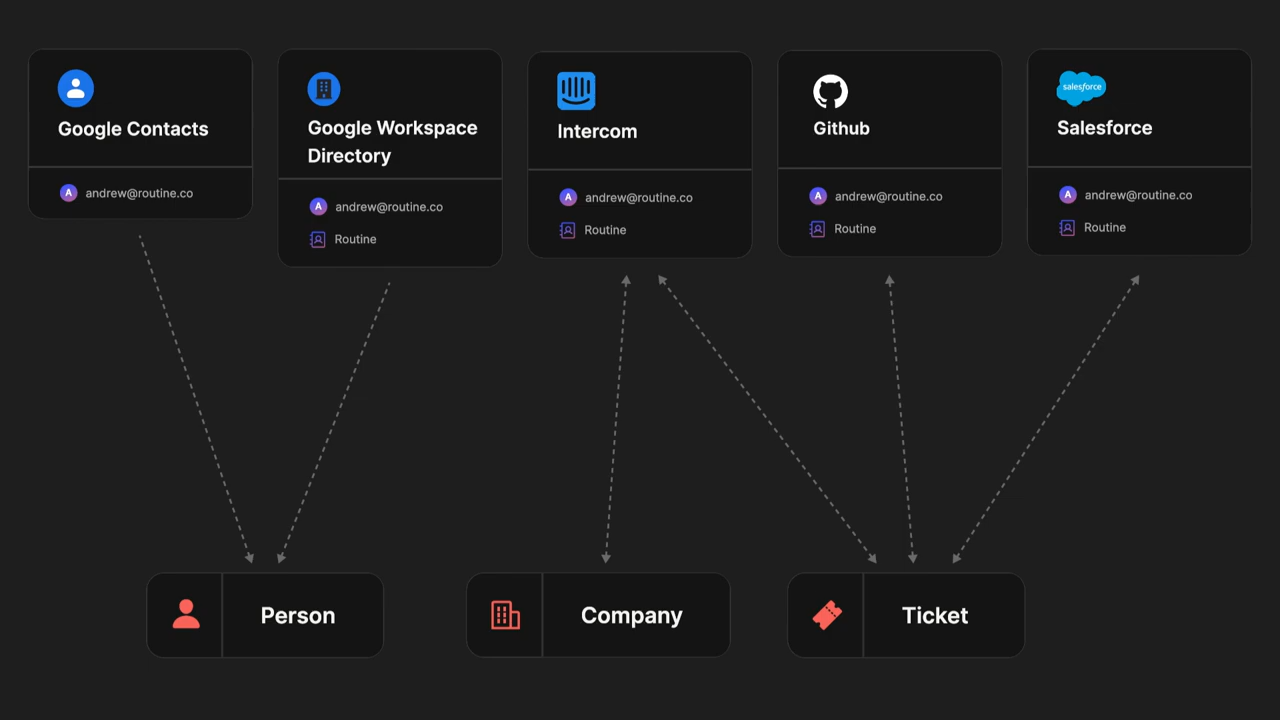 Google Contacts
A andrew@routine.co
Google Workspace
Directory
A andrew@routine.co
Routine
Intercom
A andrew@routine.co
Routine
Github
A andrew@routine.co
Routine
salesforce
Salesforce
A andrew@routine.co
Routine
Person
Company
Ticket